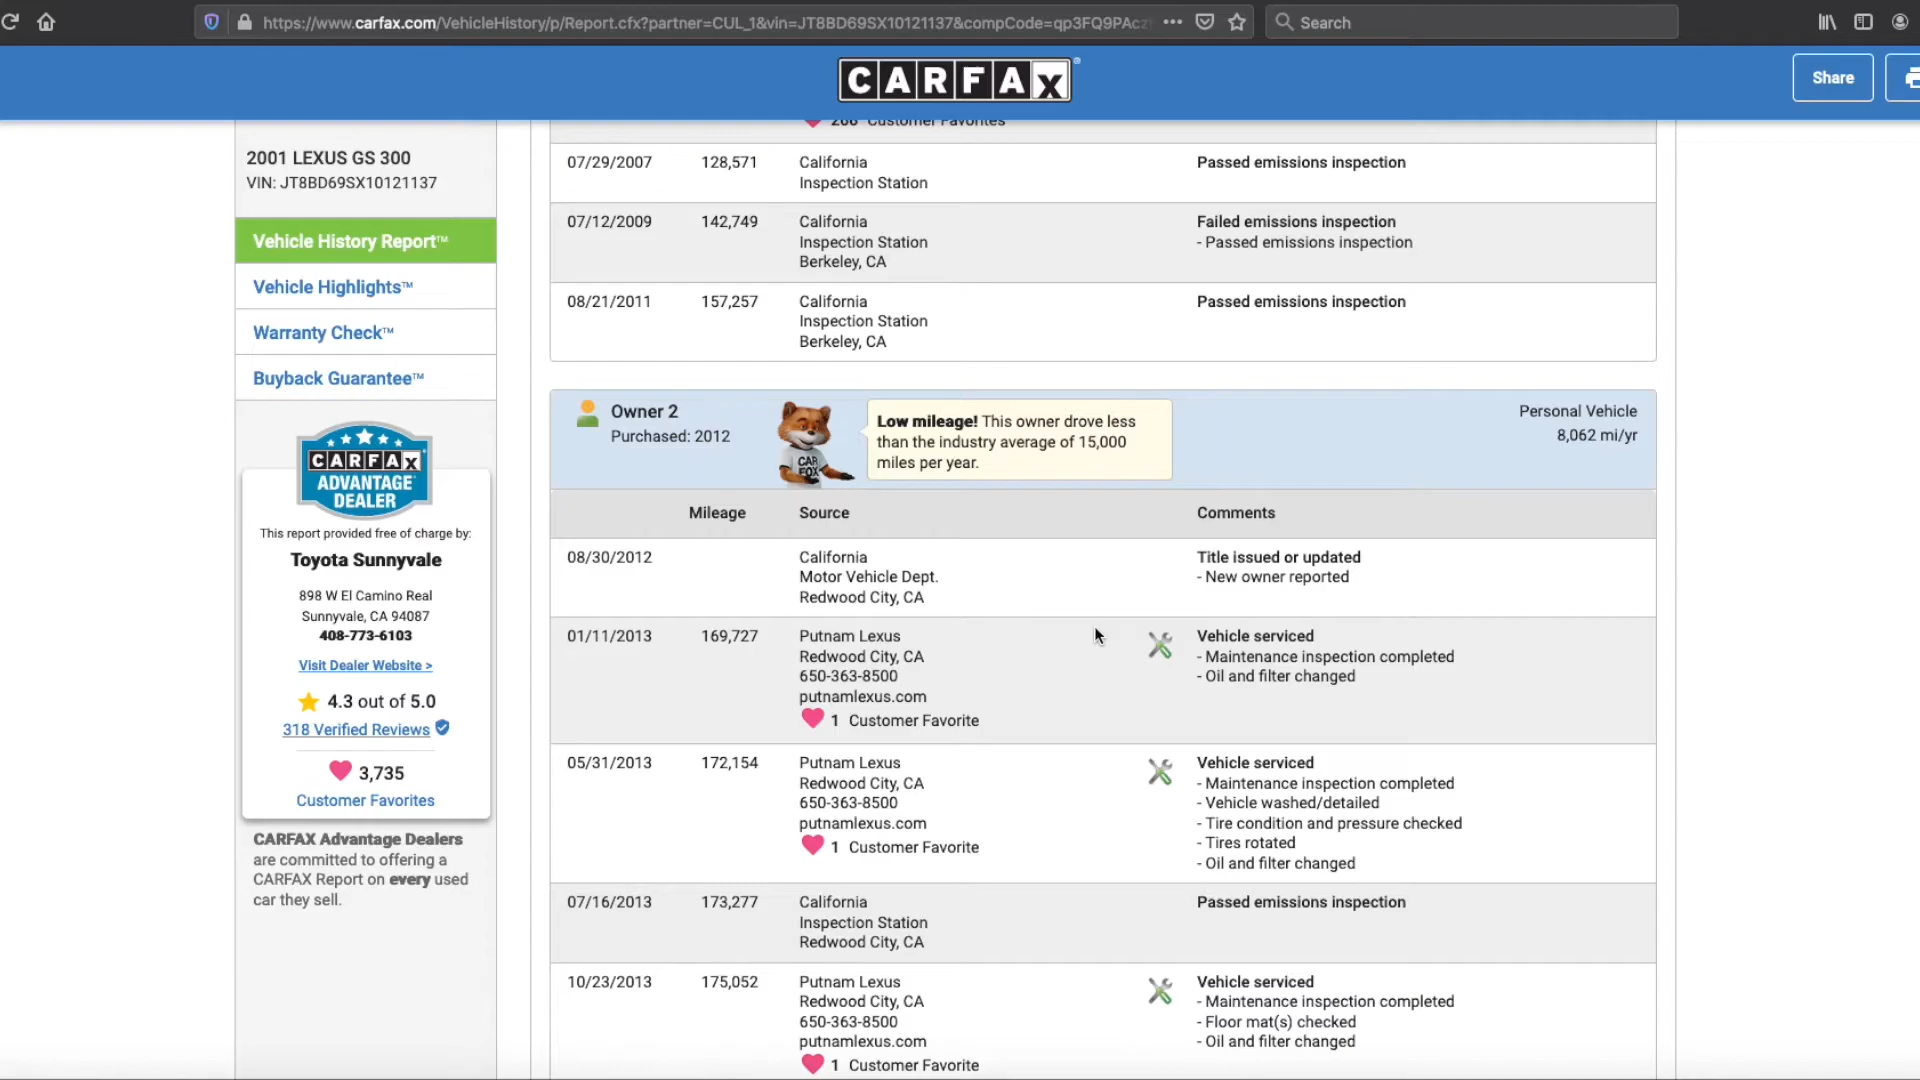 https://www.carfax.com/VehicleHistory/p/Report.cfx?partner=CUL_1&vin=JT8BD69SX10121137&compCode=qp3FQ9PAcz
Search
CARFAX
Share
2001 LEXUS GS 300
VIN: JT8BD69SX10121137
Vehicle History Report™
Vehicle Highlights™
Warranty Check™
Buyback Guarantee™
CARFAX
ADVANTAGE
DEALER
This report provided free of charge by:
Toyota Sunnyvale
898 W El Camino Real
Sunnyvale, CA 94087
408-773-6103
Visit Dealer Website >
4.3 out of 5.0
318 Verified Reviews
3,735
Customer Favorites
CARFAX Advantage Dealers
are committed to offering a
CARFAX Report on every used
car they sell.
Customer Favorites
07/29/2007 128,571 California Passed emissions inspection
Inspection Station
07/12/2009 142,749 California Failed emissions inspection
Inspection Station - Passed emissions inspection
Berkeley, CA
08/21/2011 157,257 California Passed emissions inspection
Inspection Station
Berkeley, CA
Owner 2
Purchased: 2012
CAR
FOX
Low mileage! This owner drove less
than the industry average of 15,000
miles per year.
Personal Vehicle
8,062 mi/yr
Mileage Source Comments
08/30/2012 California Title issued or updated
Motor Vehicle Dept. - New owner reported
Redwood City, CA
01/11/2013 169,727 Putnam Lexus Vehicle serviced
Redwood City, CA - Maintenance inspection completed
650-363-8500 - Oil and filter changed
putnamlexus.com
1 Customer Favorite
05/31/2013 172,154 Putnam Lexus Vehicle serviced
Redwood City, CA - Maintenance inspection completed
650-363-8500 - Vehicle washed/detailed
putnamlexus.com - Tire condition and pressure checked
1 Customer Favorite - Tires rotated
- Oil and filter changed
07/16/2013 173,277 California Passed emissions inspection
Inspection Station
Redwood City, CA
10/23/2013 175,052 Putnam Lexus Vehicle serviced
Redwood City, CA - Maintenance inspection completed
650-363-8500 - Floor mat(s) checked
putnamlexus.com - Oil and filter changed
1 Customer Favorite